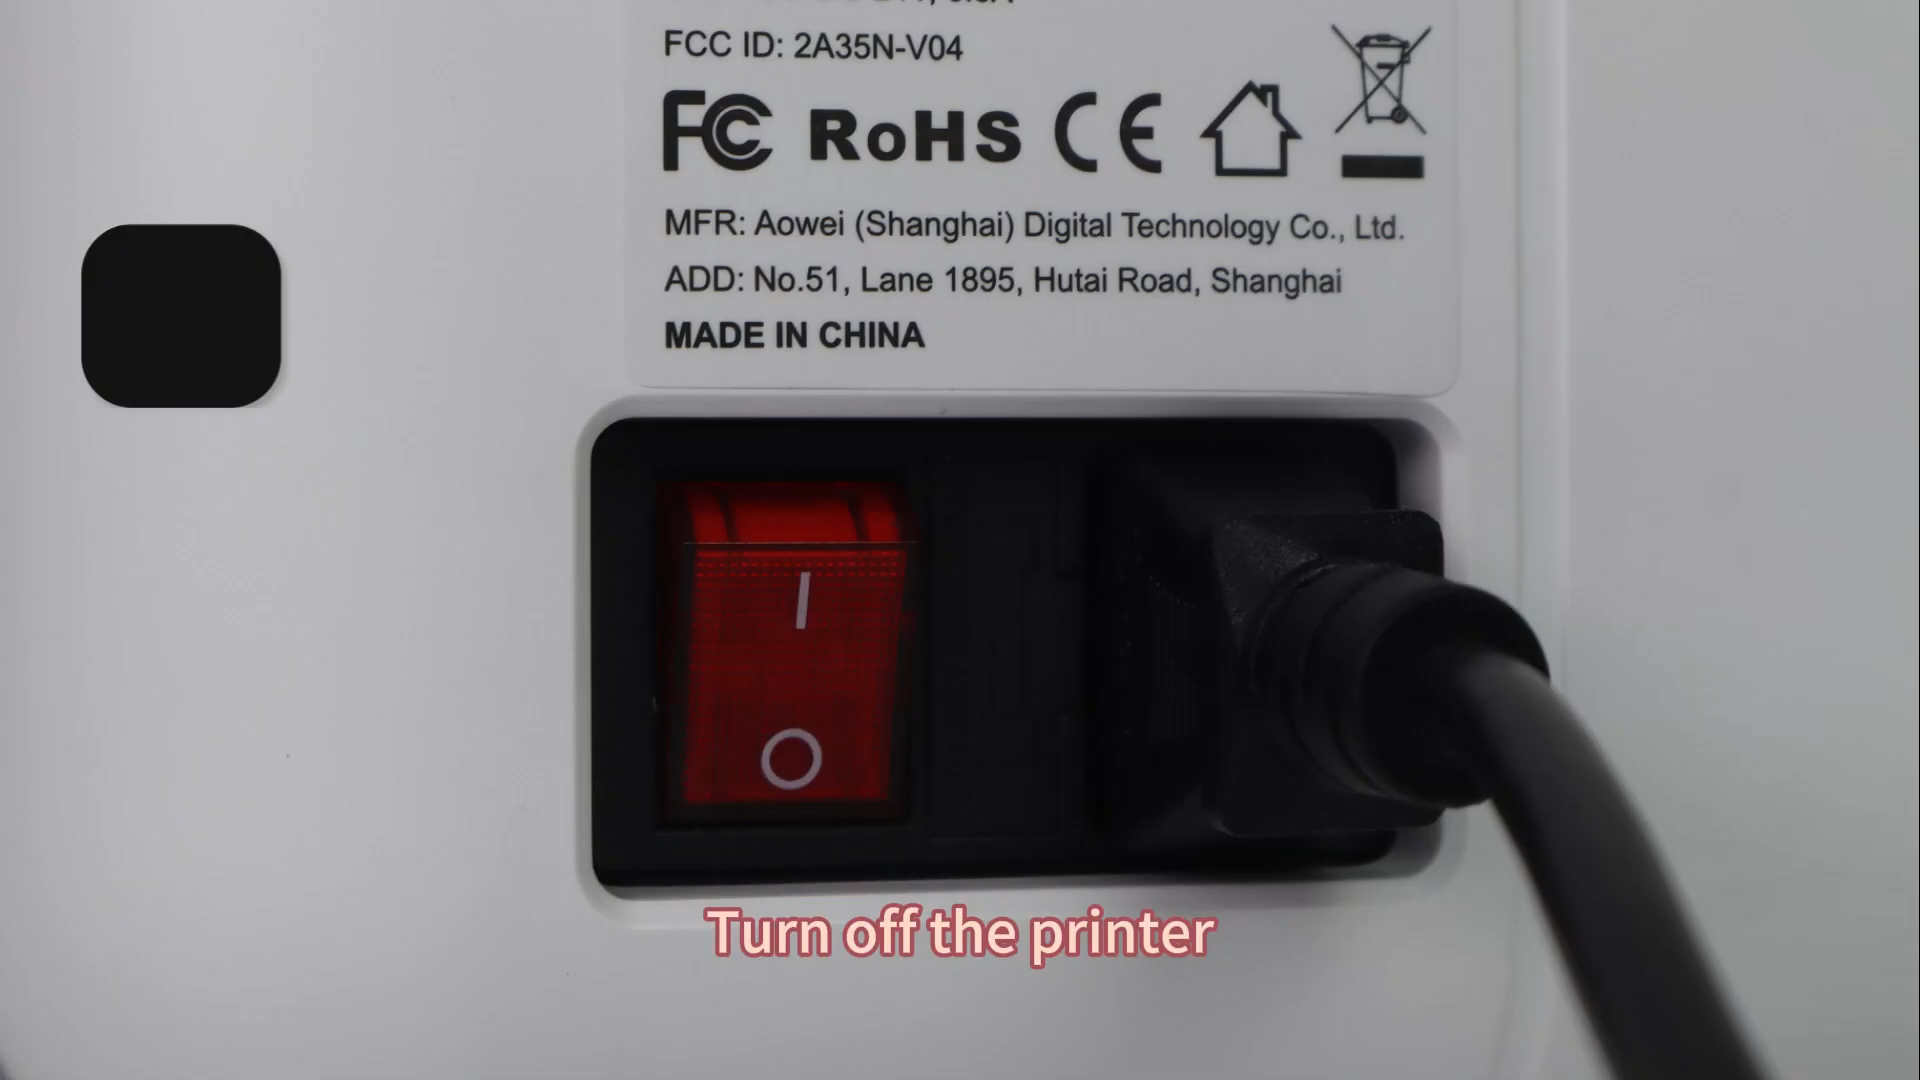 FCC ID: 2A35N-V04
FC RoHS CE
MFR: Aowei (Shanghai) Digital Technology Co., Ltd.
ADD: No.51, Lane 1895, Hutai Road, Shanghai
MADE IN CHINA
I
O
Turn off the printer